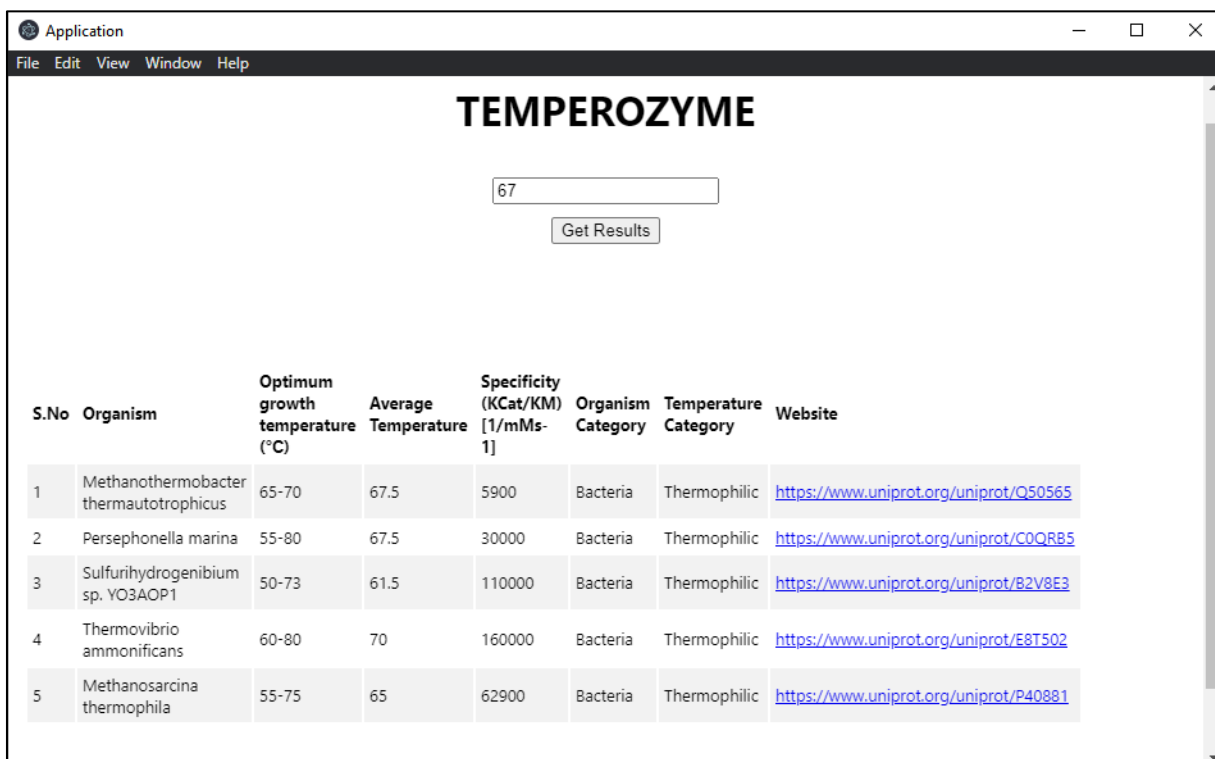 Application
File Edit View Window Help
TEMPEROZYME
67
Get Results
S.No Organism Optimum growth temperature (°C) Average Temperature Specificity (KCat/KM) [1/mMs-1] Organism Category Temperature Category Website
1 Methanothermobacter thermautotrophicus 65-70 67.5 5900 Bacteria Thermophilic https://www.uniprot.org/uniprot/Q50565
2 Persephonella marina 55-80 67.5 30000 Bacteria Thermophilic https://www.uniprot.org/uniprot/C0QRB5
3 Sulfurihydrogenibium sp. YO3AOP1 50-73 61.5 110000 Bacteria Thermophilic https://www.uniprot.org/uniprot/B2V8E3
4 Thermovibrio ammonificans 60-80 70 160000 Bacteria Thermophilic https://www.uniprot.org/uniprot/E8T502
5 Methanosarcina thermophila 55-75 65 62900 Bacteria Thermophilic https://www.uniprot.org/uniprot/P40881